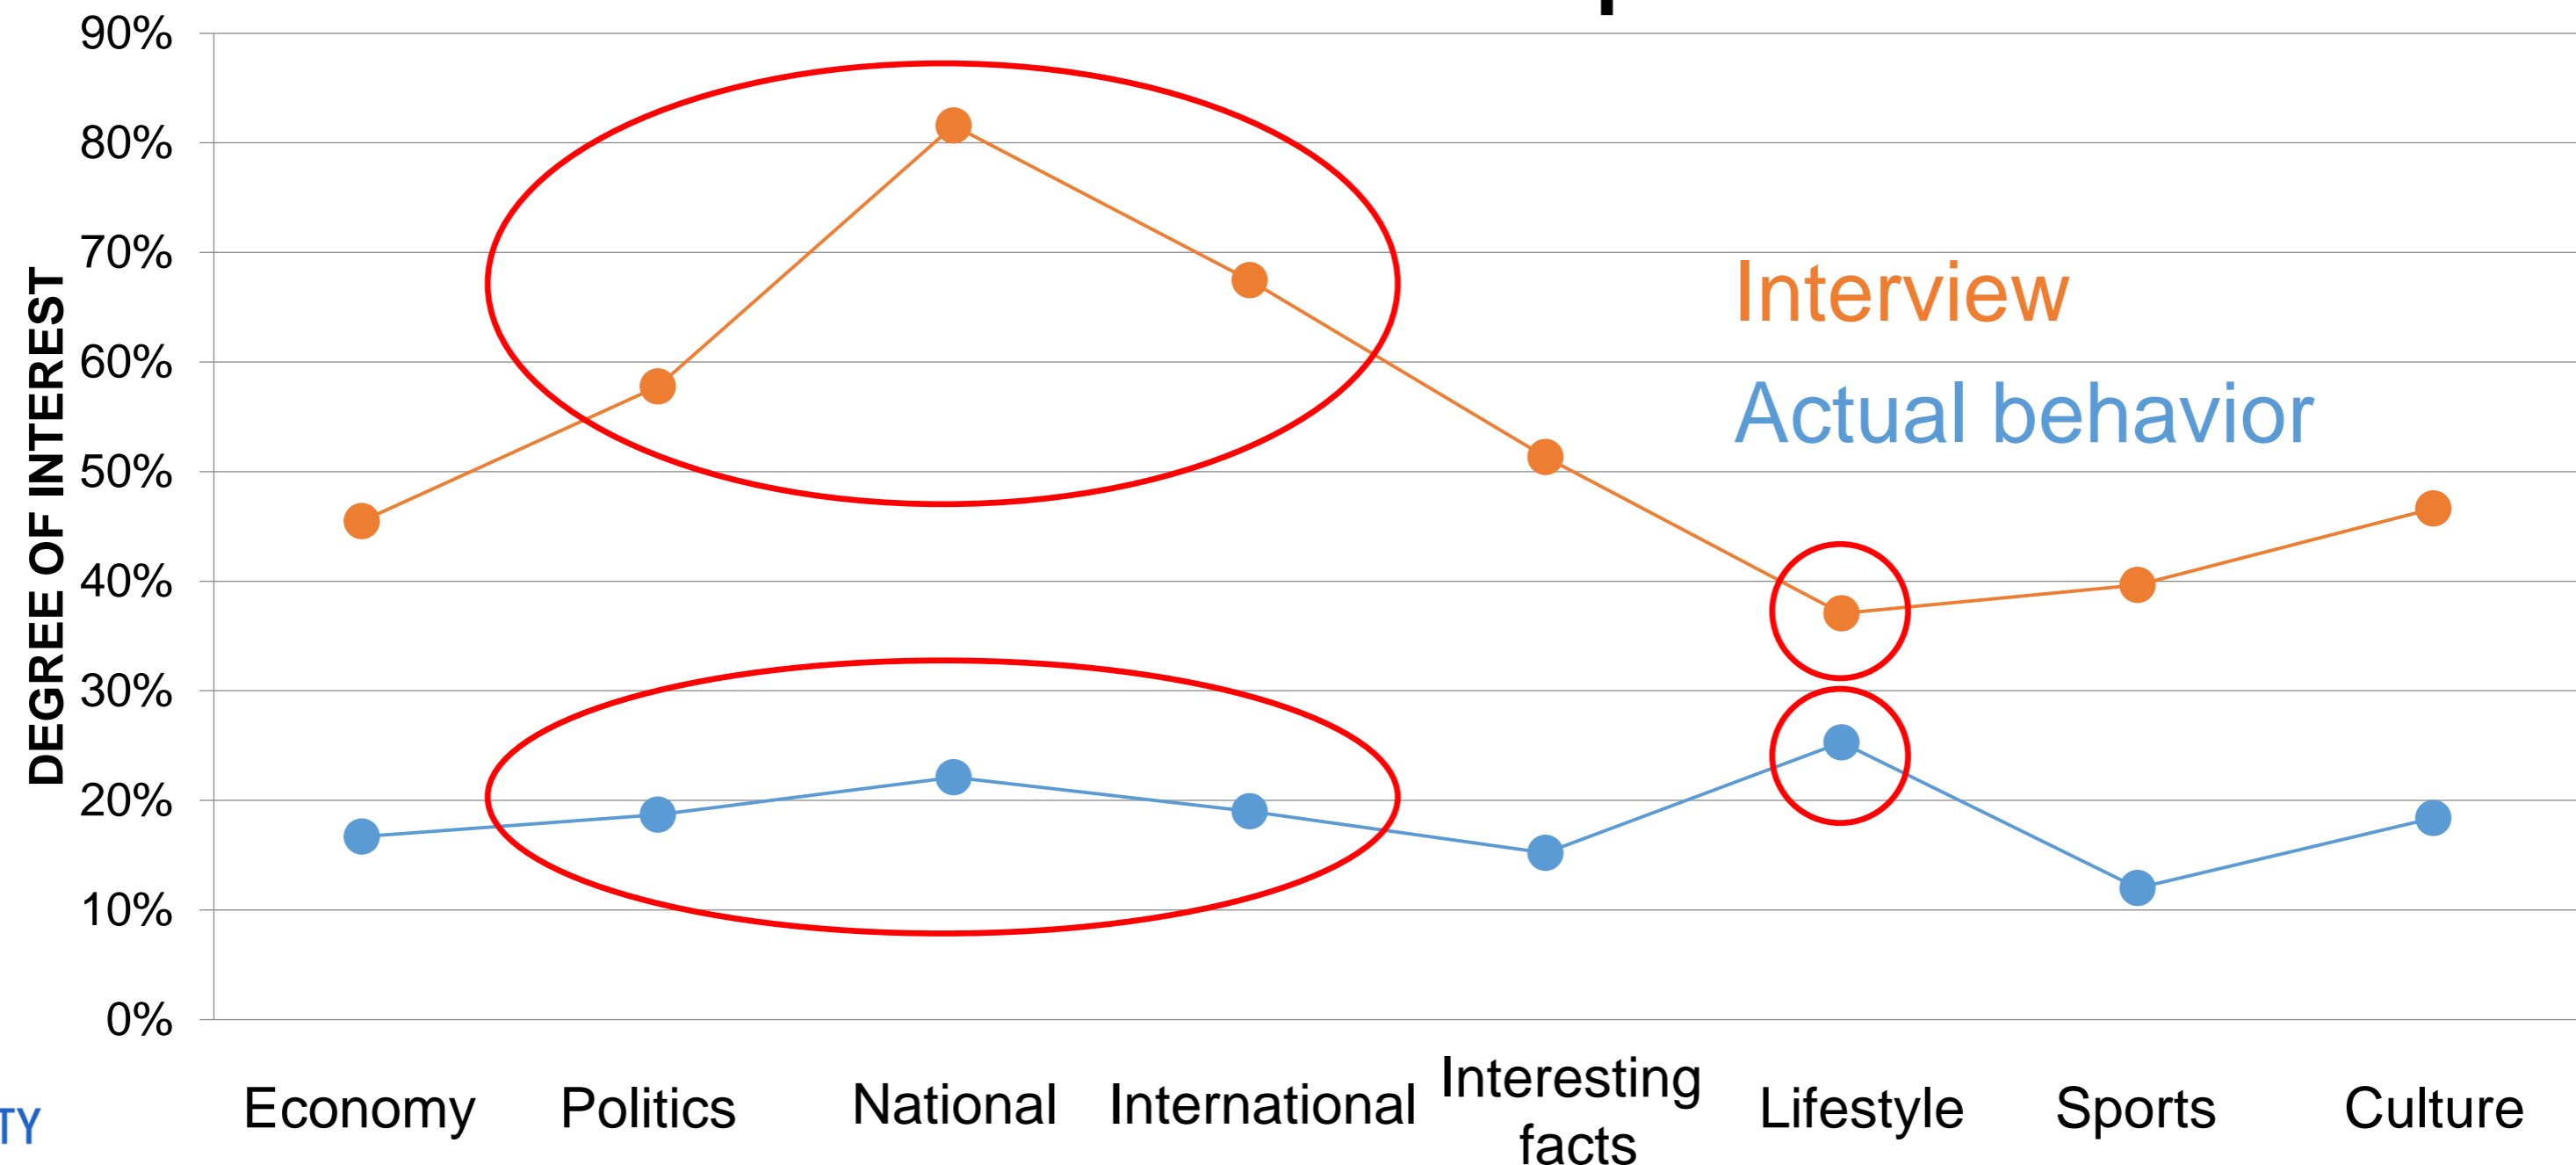 90%
80%
70%
60%
50%
40%
30%
20%
10%
0%
DEGREE OF INTEREST
Interview
Actual behavior
Economy
Politics
National
International
Interesting
facts
Lifestyle
Sports
Culture
TY